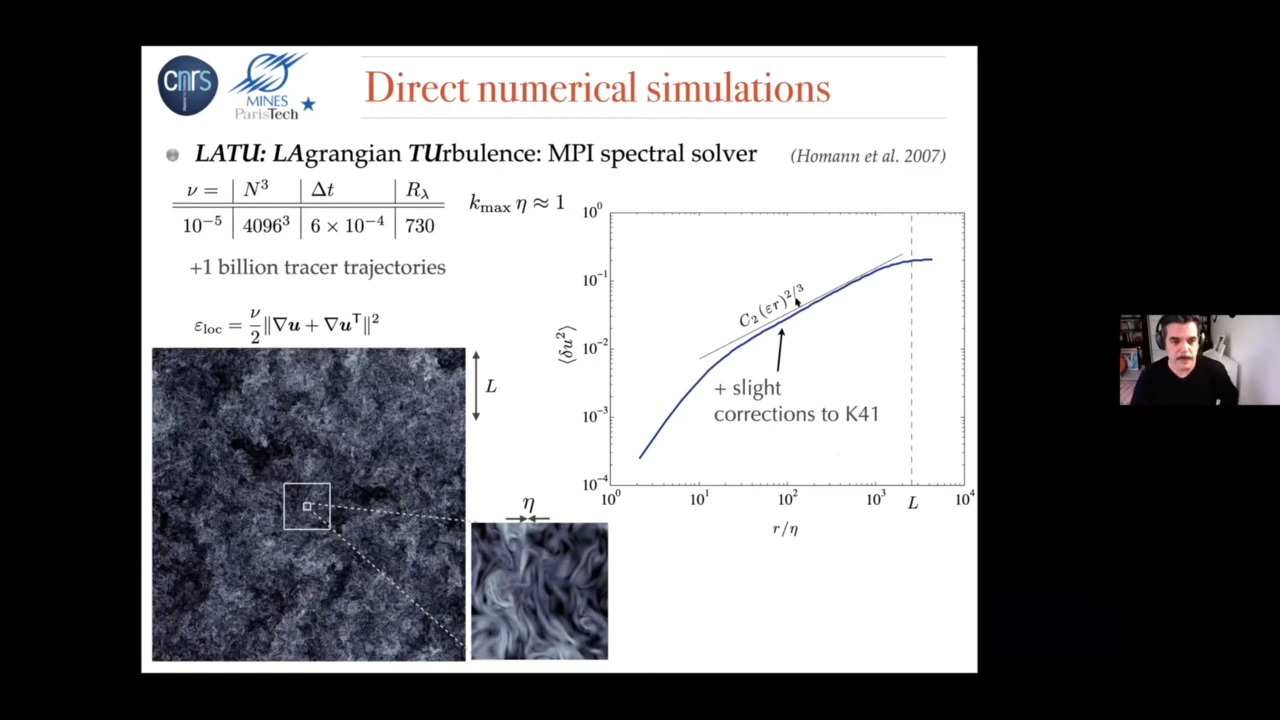 cnrs
MINES
ParisTech
Direct numerical simulations
LATU: LAgrangian TUrbulence: MPI spectral solver
(Homann et al. 2007)
ν = | N³ | Δt | R_λ
10⁻⁵ | 4096³ | 6 × 10⁻⁴ | 730
k_max η ≈ 1
+1 billion tracer trajectories
ε_loc = ν/2 ‖∇u + ∇uᵀ‖²
L
η
10⁰
10⁻¹
10⁻²
10⁻³
10⁻⁴
⟨δu²⟩
C₂(εr)^2/3
+ slight
corrections to K41
10⁰ 10¹ 10² 10³ L 10⁴
r/η